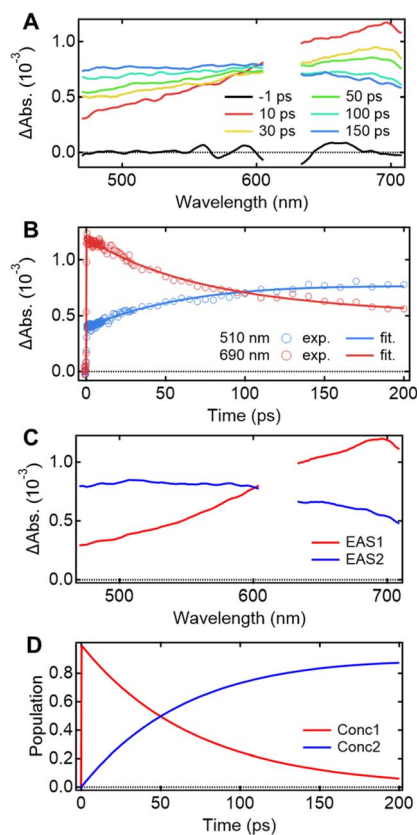 A
ΔAbs. (10⁻³)
1.0
0.5
0.0
-1 ps
50 ps
10 ps
100 ps
30 ps
150 ps
500
600
700
Wavelength (nm)
B
ΔAbs. (10⁻³)
1.0
0.5
0.0
510 nm exp. fit.
690 nm exp. fit.
0
50
100
150
200
Time (ps)
C
ΔAbs. (10⁻³)
1.0
0.5
0.0
EAS1
EAS2
500
600
700
Wavelength (nm)
D
Population
0.8
0.6
0.4
0.2
0.0
Conc1
Conc2
0
50
100
150
200
Time (ps)